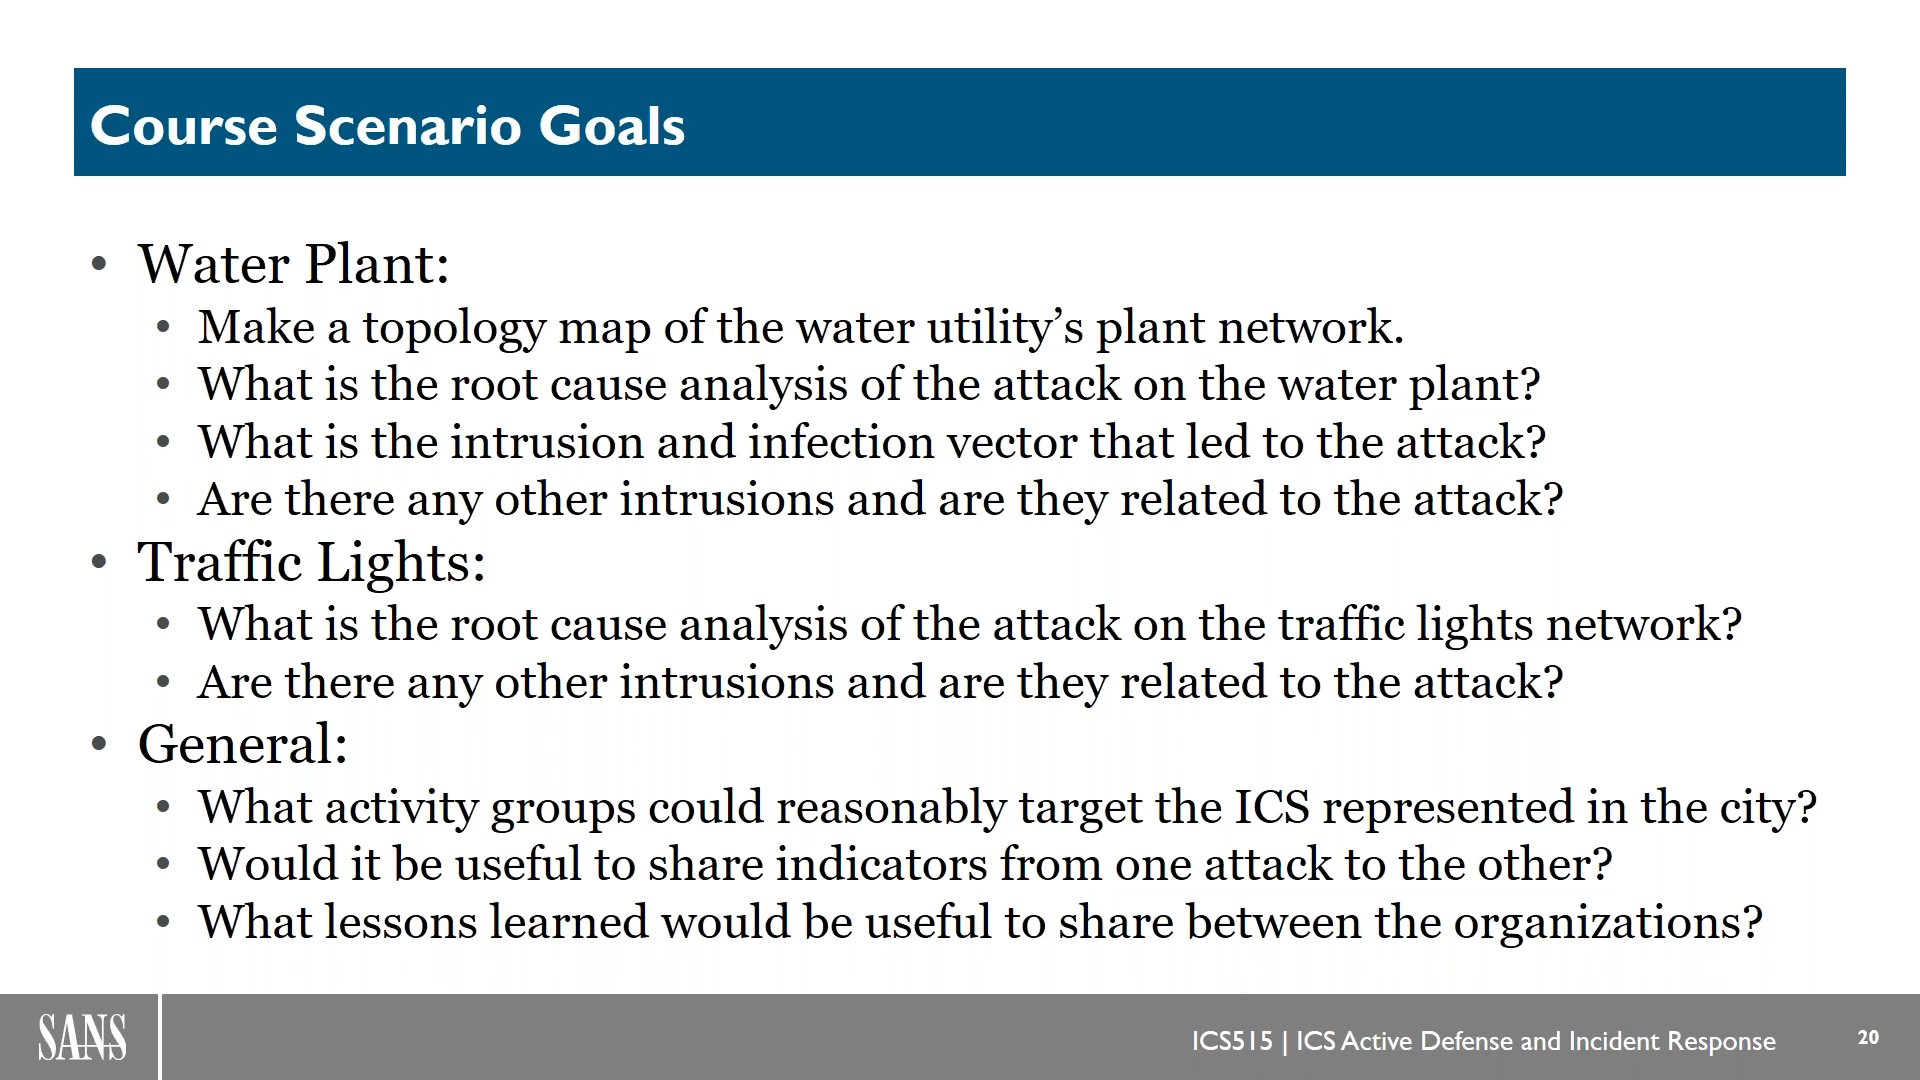 Course Scenario Goals
• Water Plant:
• Make a topology map of the water utility’s plant network.
• What is the root cause analysis of the attack on the water plant?
• What is the intrusion and infection vector that led to the attack?
• Are there any other intrusions and are they related to the attack?
• Traffic Lights:
• What is the root cause analysis of the attack on the traffic lights network?
• Are there any other intrusions and are they related to the attack?
• General:
• What activity groups could reasonably target the ICS represented in the city?
• Would it be useful to share indicators from one attack to the other?
• What lessons learned would be useful to share between the organizations?
SANS
ICS515 | ICS Active Defense and Incident Response
20